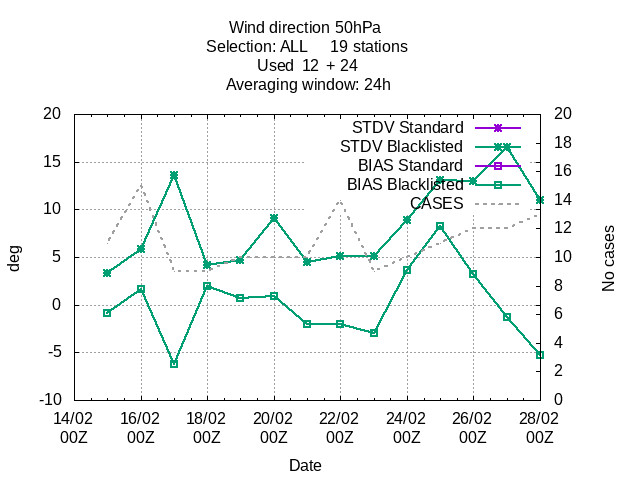 Wind direction 50hPa
Selection: ALL     19 stations
Used  12  + 24
Averaging window: 24h
20 15 10 5 0 -5 -10
deg
20 18 16 14 12 10 8 6 4 2 0
No cases
STDV Standard
STDV Blacklisted
BIAS Standard
BIAS Blacklisted
CASES
14/02 16/02 18/02 20/02 22/02 24/02 26/02 28/02
00Z 00Z 00Z 00Z 00Z 00Z 00Z 00Z
Date